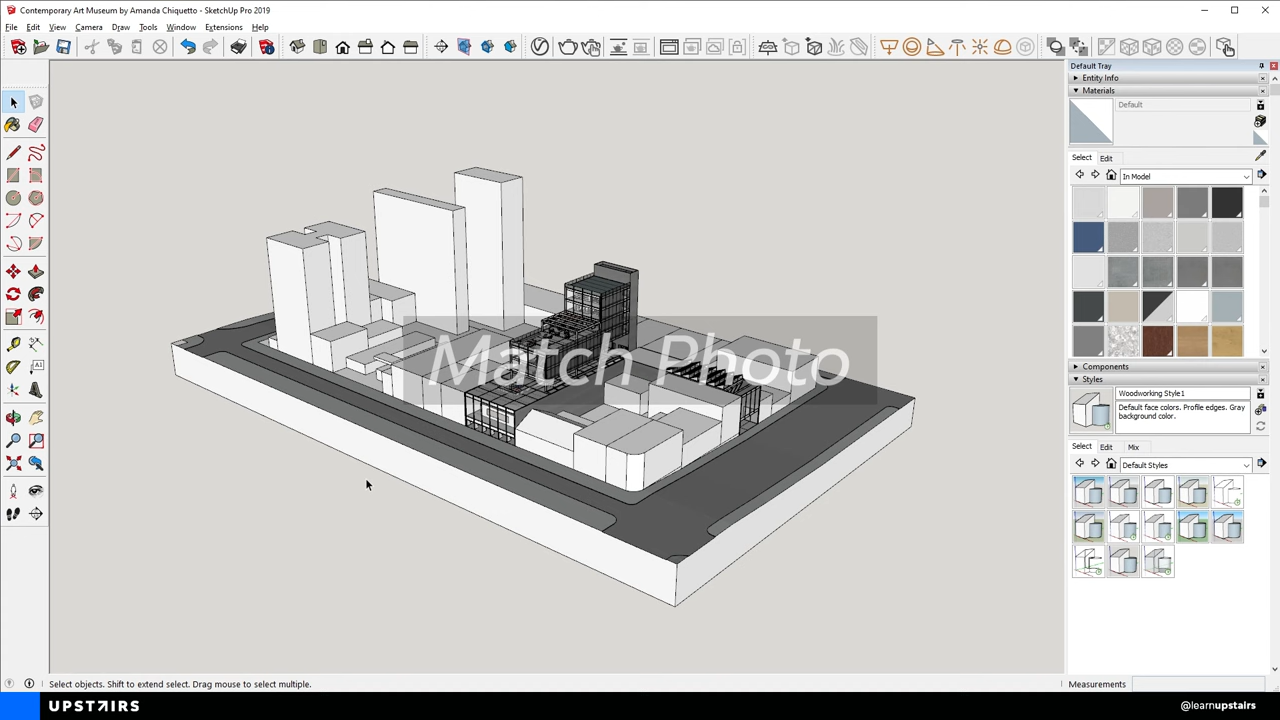 Contemporary Art Museum by Amanda Chiquetto - SketchUp Pro 2019
File Edit View Camera Draw Tools Window Extensions Help
Default Tray
Entity Info
Materials
Default
Select Edit
In Model
Match Photo
Components
Styles
Woodworking Style1
Default face colors. Profile edges. Gray
background color.
Select Edit Mix
Default Styles
Select objects. Shift to extend select. Drag mouse to select multiple.
Measurements
UPSTAIRS
@learnupstairs